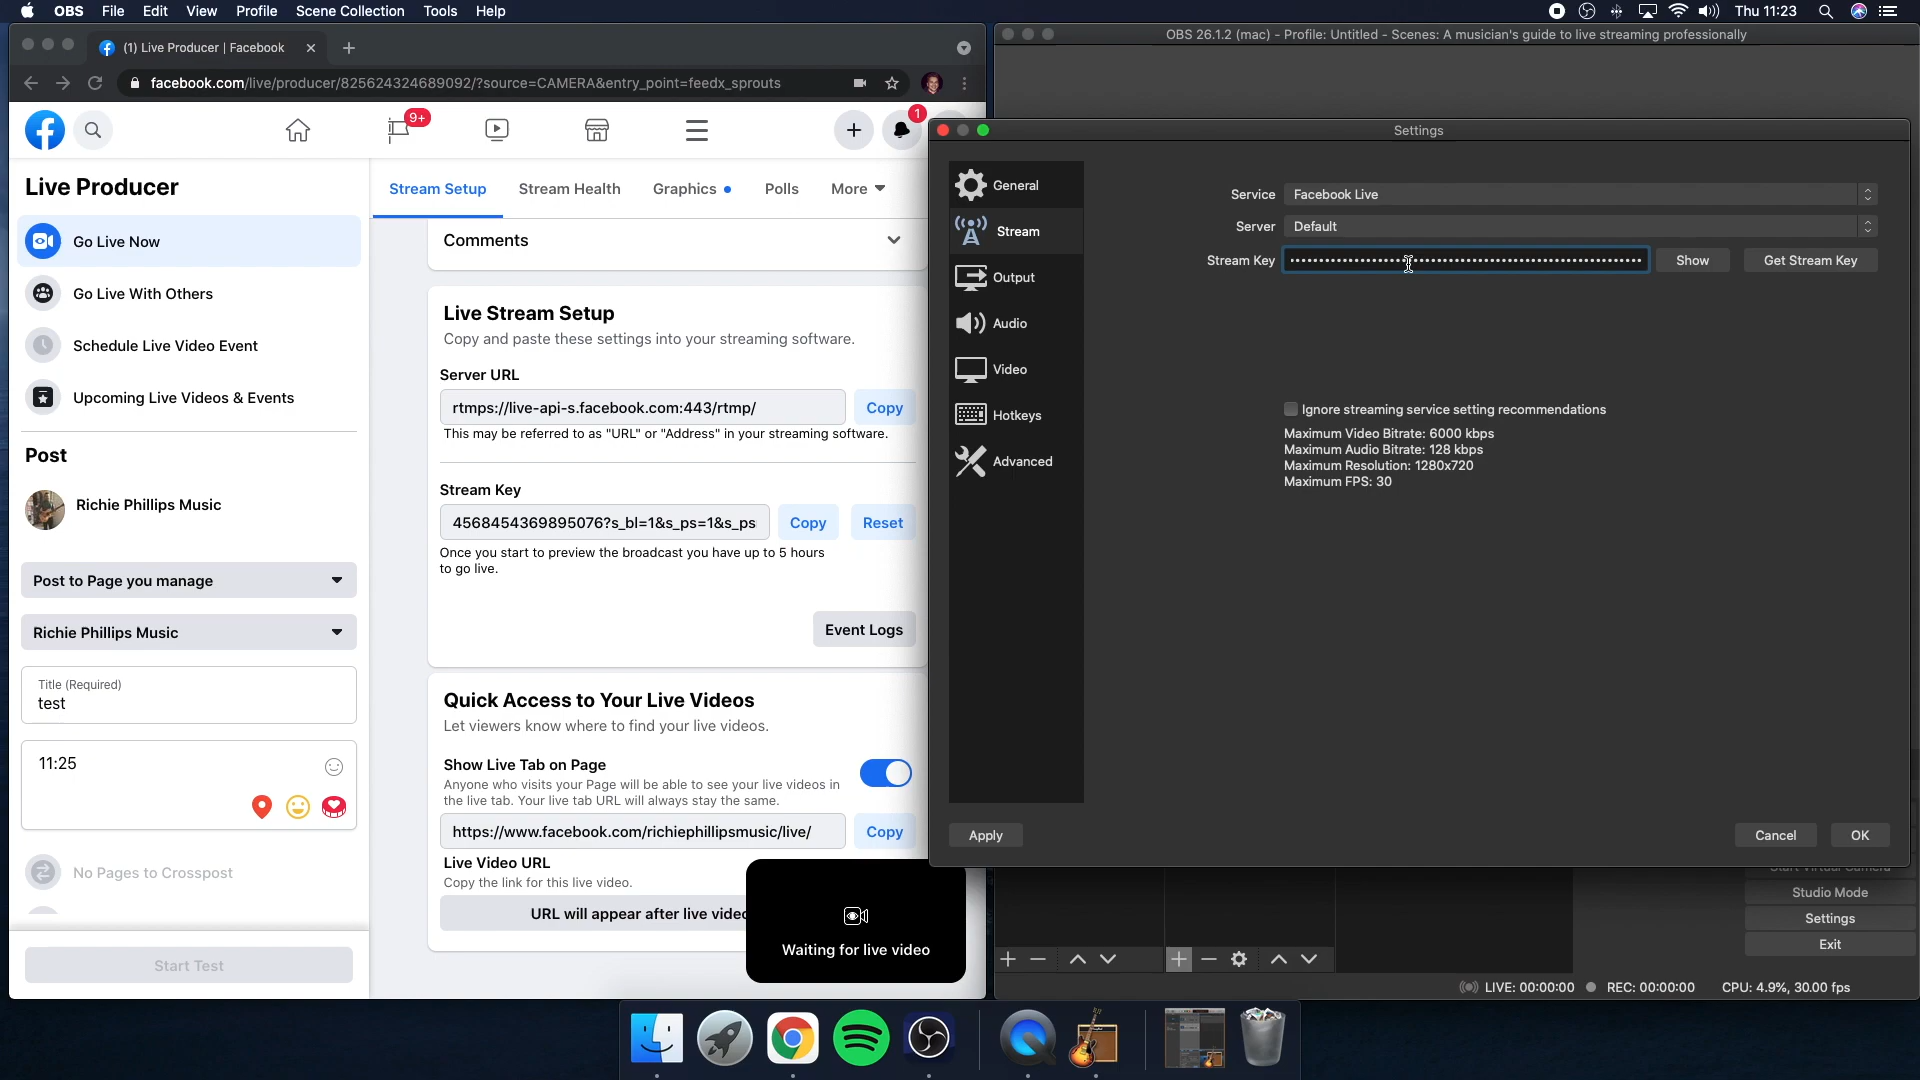 OBS File Edit View Profile Scene Collection Tools Help
Thu 11:23
(1) Live Producer | Facebook
OBS 26.1.2 (mac) - Profile: Untitled - Scenes: A musician's guide to live streaming professionally
facebook.com/live/producer/825624324689092/?source=CAMERA&entry_point=feedx_sprouts
9+
1
Live Producer
Go Live Now
Go Live With Others
Schedule Live Video Event
Upcoming Live Videos & Events
Post
Richie Phillips Music
Post to Page you manage
Richie Phillips Music
Title (Required)
test
11:25
No Pages to Crosspost
Start Test
Stream Setup Stream Health Graphics Polls More
Comments
Live Stream Setup
Copy and paste these settings into your streaming software.
Server URL
rtmps://live-api-s.facebook.com:443/rtmp/ Copy
This may be referred to as "URL" or "Address" in your streaming software.
Stream Key
4568454369895076?s_bl=1&s_ps=1&s_ps Copy Reset
Once you start to preview the broadcast you have up to 5 hours
to go live.
Event Logs
Quick Access to Your Live Videos
Let viewers know where to find your live videos.
Show Live Tab on Page
Anyone who visits your Page will be able to see your live videos in
the live tab. Your live tab URL will always stay the same.
https://www.facebook.com/richiephillipsmusic/live/ Copy
Live Video URL
Copy the link for this live video.
URL will appear after live video
Waiting for live video
Settings
General
Stream
Output
Audio
Video
Hotkeys
Advanced
Service Facebook Live
Server Default
Stream Key Show Get Stream Key
Ignore streaming service setting recommendations
Maximum Video Bitrate: 6000 kbps
Maximum Audio Bitrate: 128 kbps
Maximum Resolution: 1280x720
Maximum FPS: 30
Apply Cancel OK
Start Virtual Camera
Studio Mode
Settings
Exit
LIVE: 00:00:00 REC: 00:00:00 CPU: 4.9%, 30.00 fps